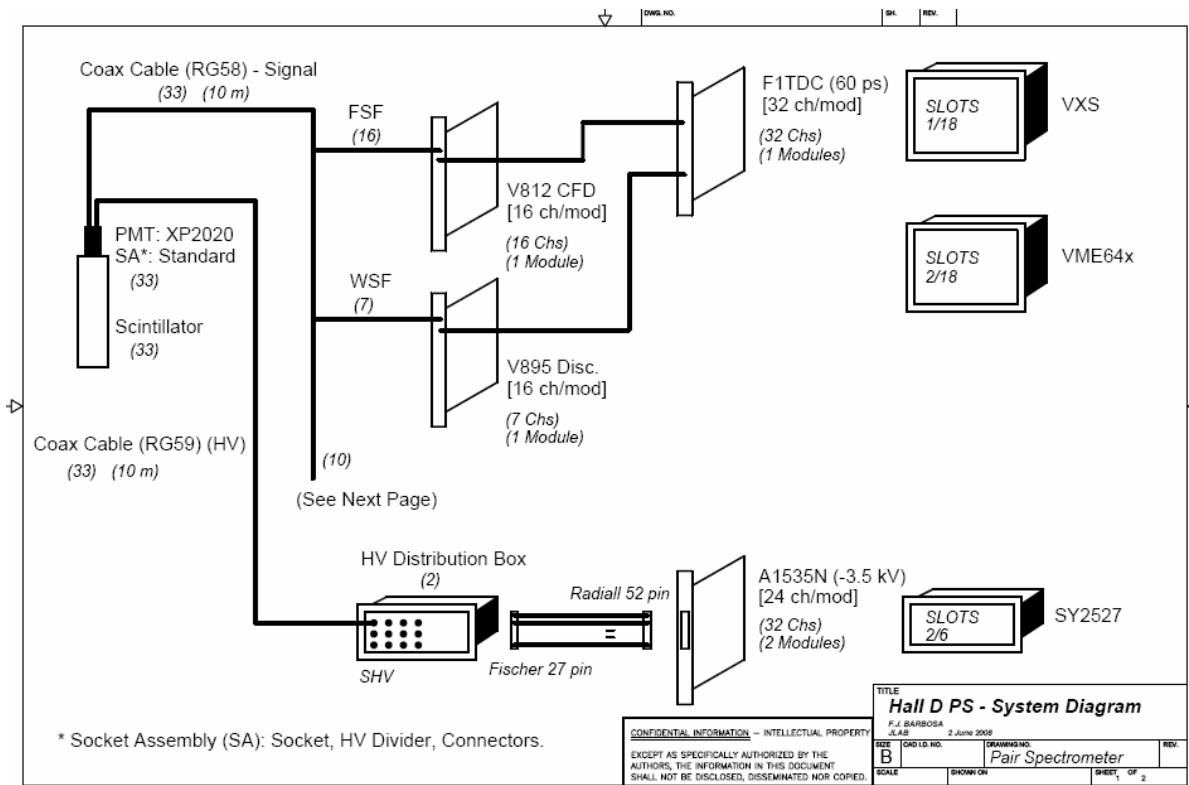 DWG. NO.
SH.
REV.
Coax Cable (RG58) - Signal
(33) (10 m)
FSF
(16)
F1TDC (60 ps)
[32 ch/mod]
(32 Chs)
(1 Modules)
SLOTS
1/18
VXS
V812 CFD
[16 ch/mod]
(16 Chs)
(1 Module)
PMT: XP2020
SA*: Standard
(33)
Scintillator
(33)
WSF
(7)
SLOTS
2/18
VME64x
V895 Disc.
[16 ch/mod]
(7 Chs)
(1 Module)
Coax Cable (RG59) (HV)
(33) (10 m)
(10)
(See Next Page)
HV Distribution Box
(2)
SHV
Radiall 52 pin
Fischer 27 pin
A1535N (-3.5 kV)
[24 ch/mod]
(32 Chs)
(2 Modules)
SLOTS
2/6
SY2527
* Socket Assembly (SA): Socket, HV Divider, Connectors.
CONFIDENTIAL INFORMATION – INTELLECTUAL PROPERTY
EXCEPT AS SPECIFICALLY AUTHORIZED BY THE
AUTHORS, THE INFORMATION IN THIS DOCUMENT
SHALL NOT BE DISCLOSED, DISSEMINATED NOR COPIED.
TITLE
Hall D PS - System Diagram
F.J. BARBOSA
JLAB 2 June 2008
SIZE
B
CAD I.D. NO.
DRAWING NO.
Pair Spectrometer
REV.
SCALE
SHOWN ON
SHEET 1 OF 2